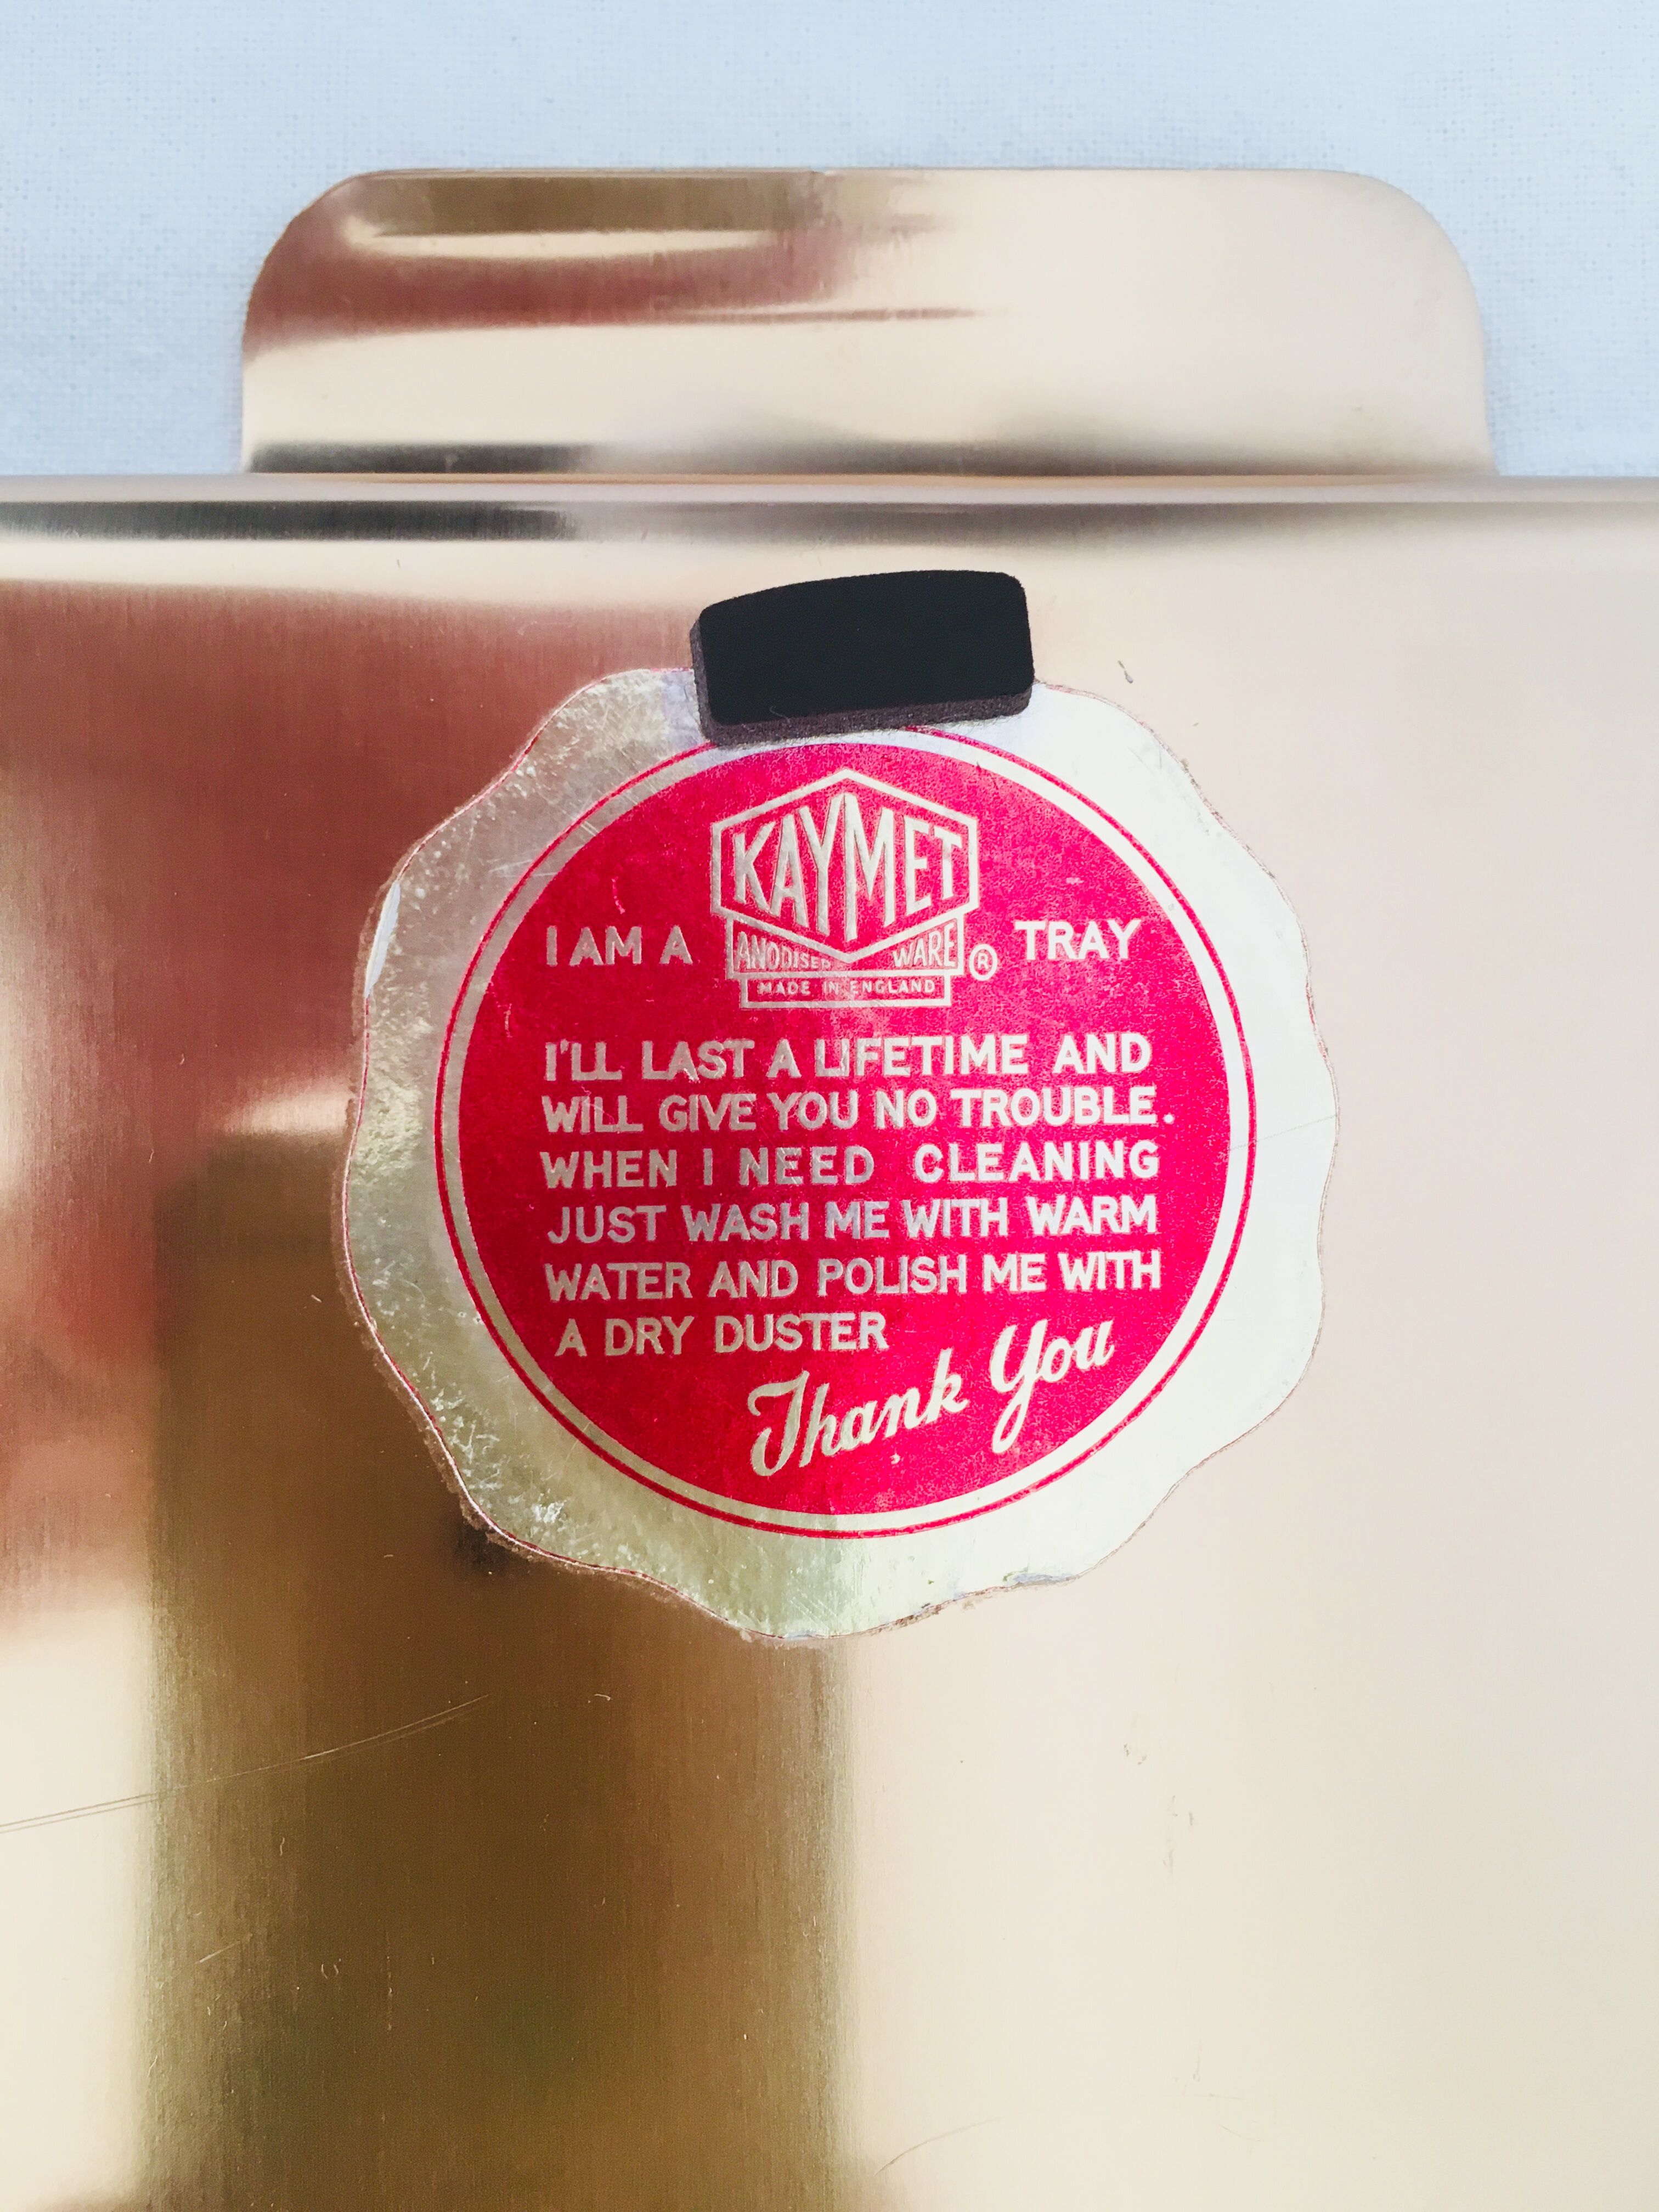 I AM A KAYMET ® TRAY
ANODISED WARE
MADE IN ENGLAND
I'LL LAST A LIFETIME AND
WILL GIVE YOU NO TROUBLE.
WHEN I NEED CLEANING
JUST WASH ME WITH WARM
WATER AND POLISH ME WITH
A DRY DUSTER
Thank You